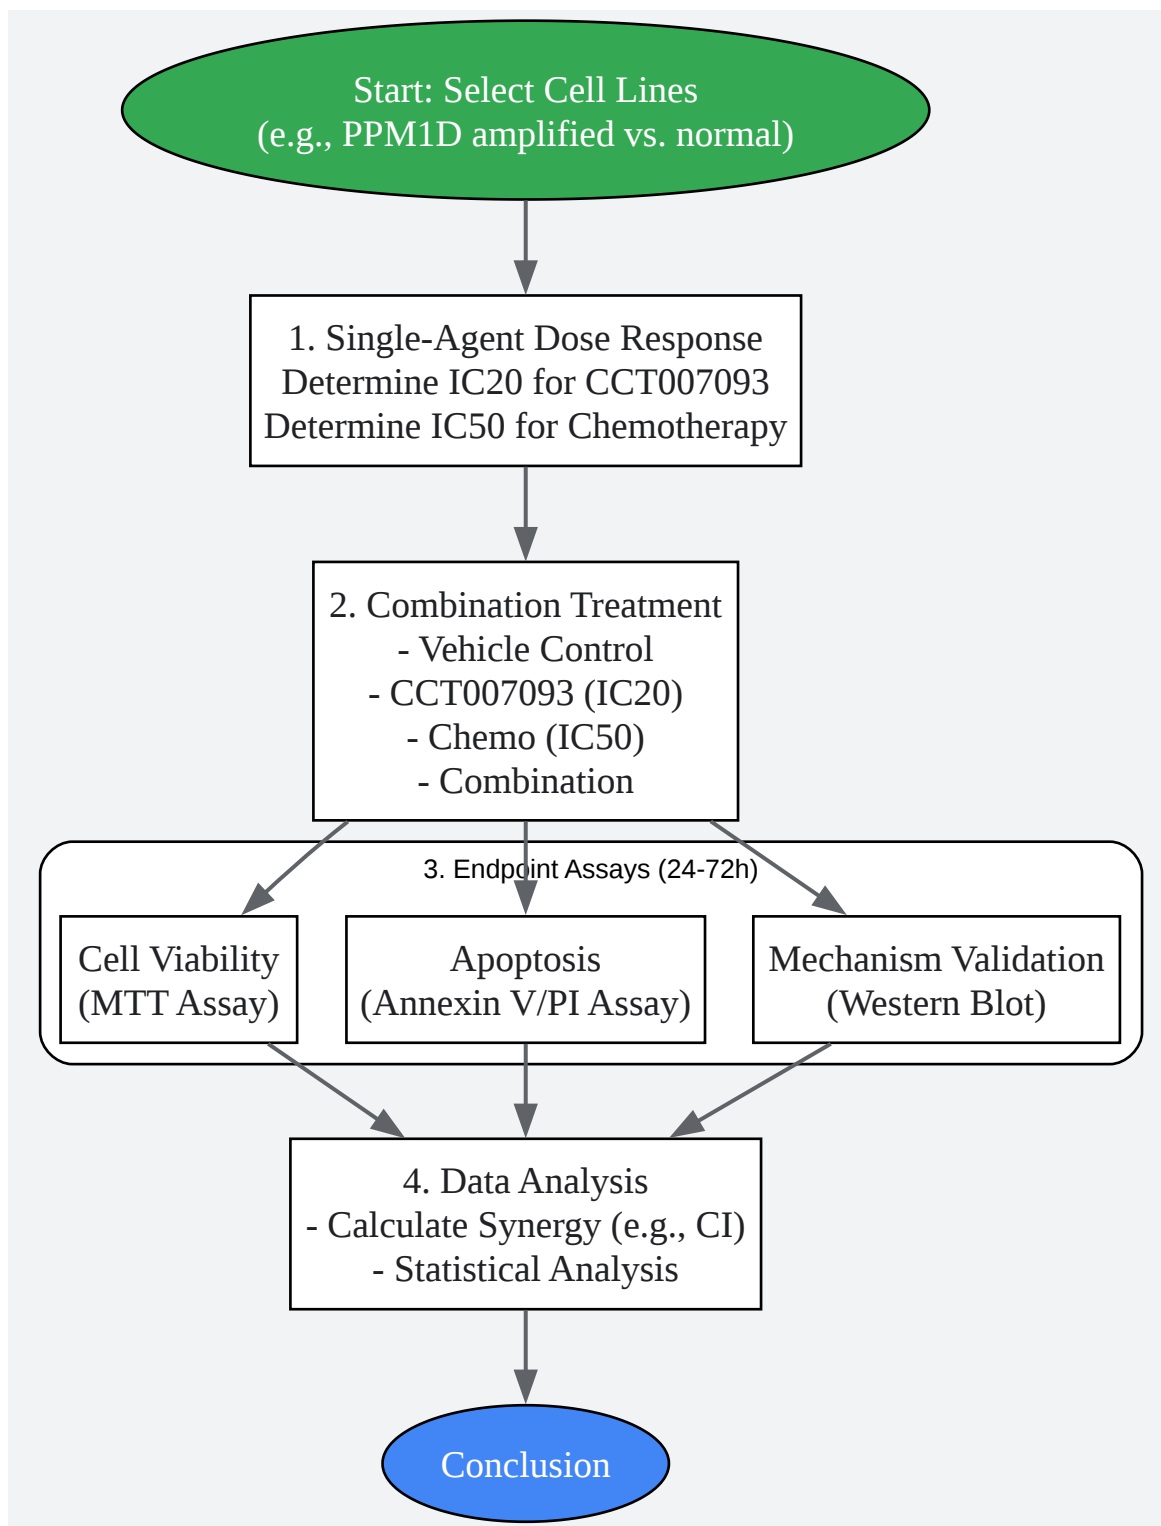 Start: Select Cell Lines
(e.g., PPM1D amplified vs. normal)
1. Single-Agent Dose Response
Determine IC20 for CCT007093
Determine IC50 for Chemotherapy
2. Combination Treatment
- Vehicle Control
- CCT007093 (IC20)
- Chemo (IC50)
- Combination
3. Endpoint Assays (24-72h)
Cell Viability
(MTT Assay)
Apoptosis
(Annexin V/PI Assay)
Mechanism Validation
(Western Blot)
4. Data Analysis
- Calculate Synergy (e.g., CI)
- Statistical Analysis
Conclusion